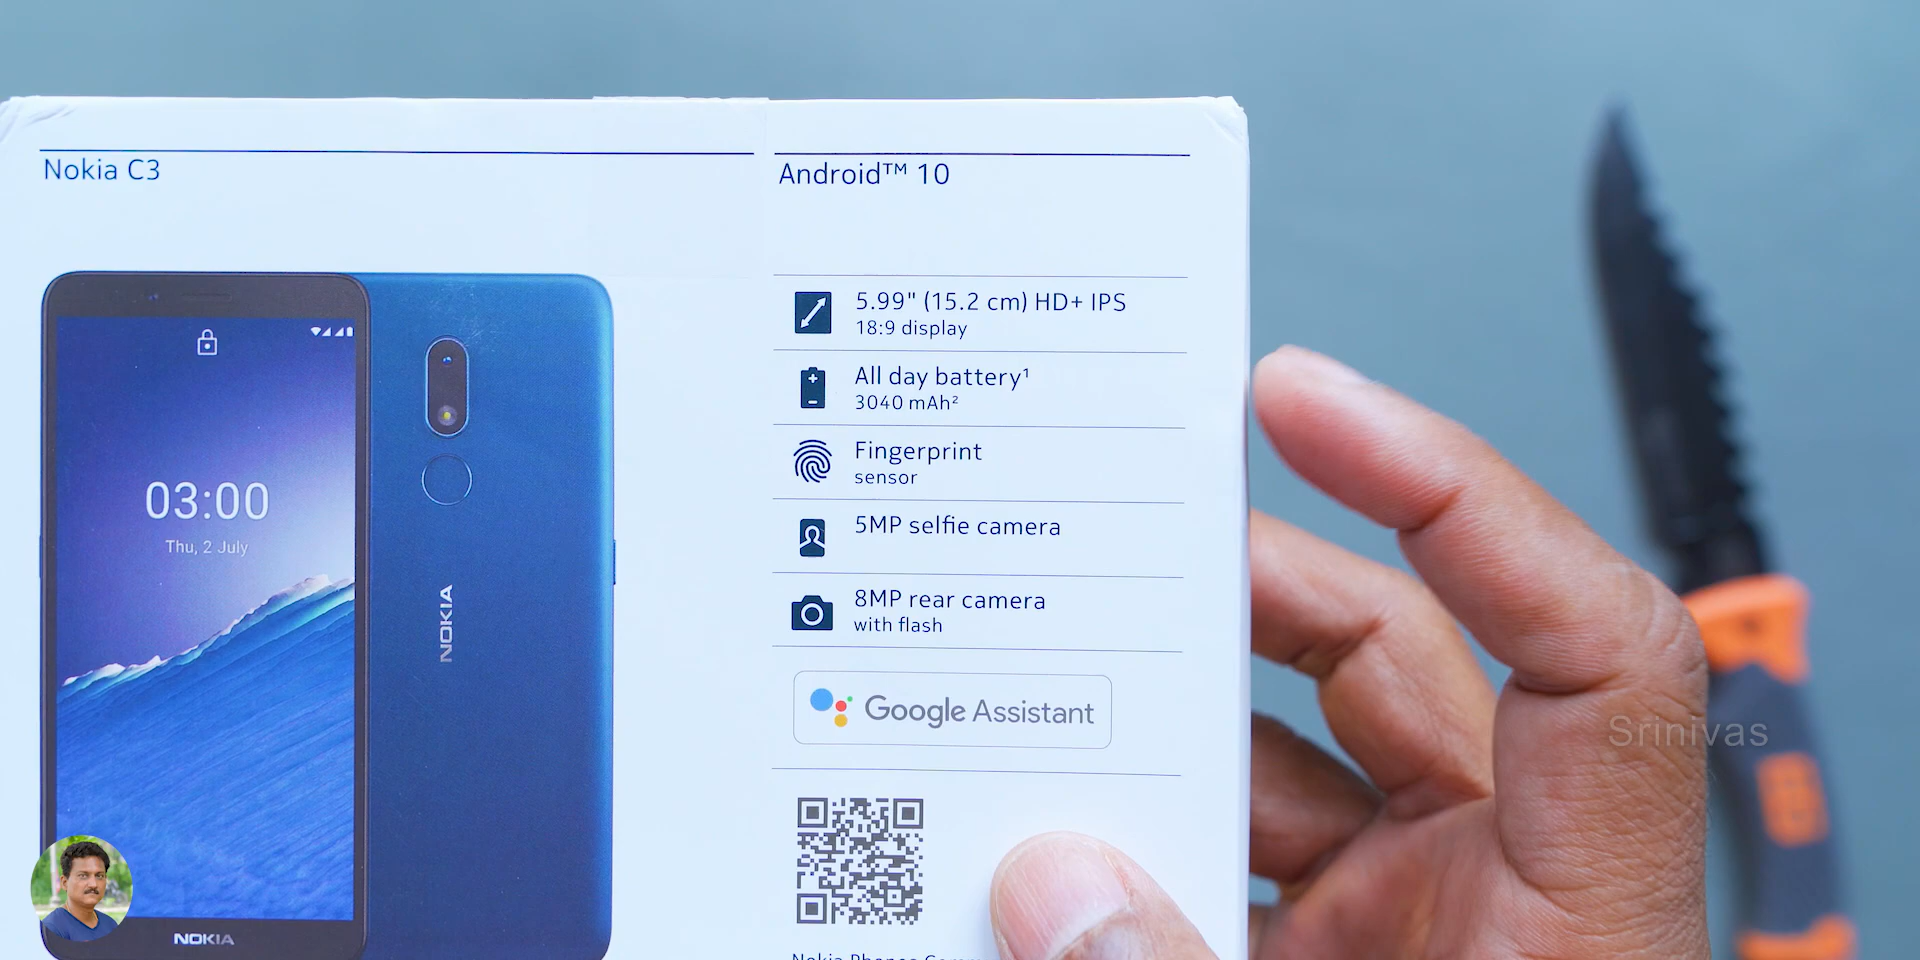 Nokia C3
03:00
Thu, 2 July
NOKIA
NOKIA
Android™ 10
5.99" (15.2 cm) HD+ IPS
18:9 display
All day battery¹
3040 mAh²
Fingerprint
sensor
5MP selfie camera
8MP rear camera
with flash
Google Assistant
Nokia Phones
Srinivas